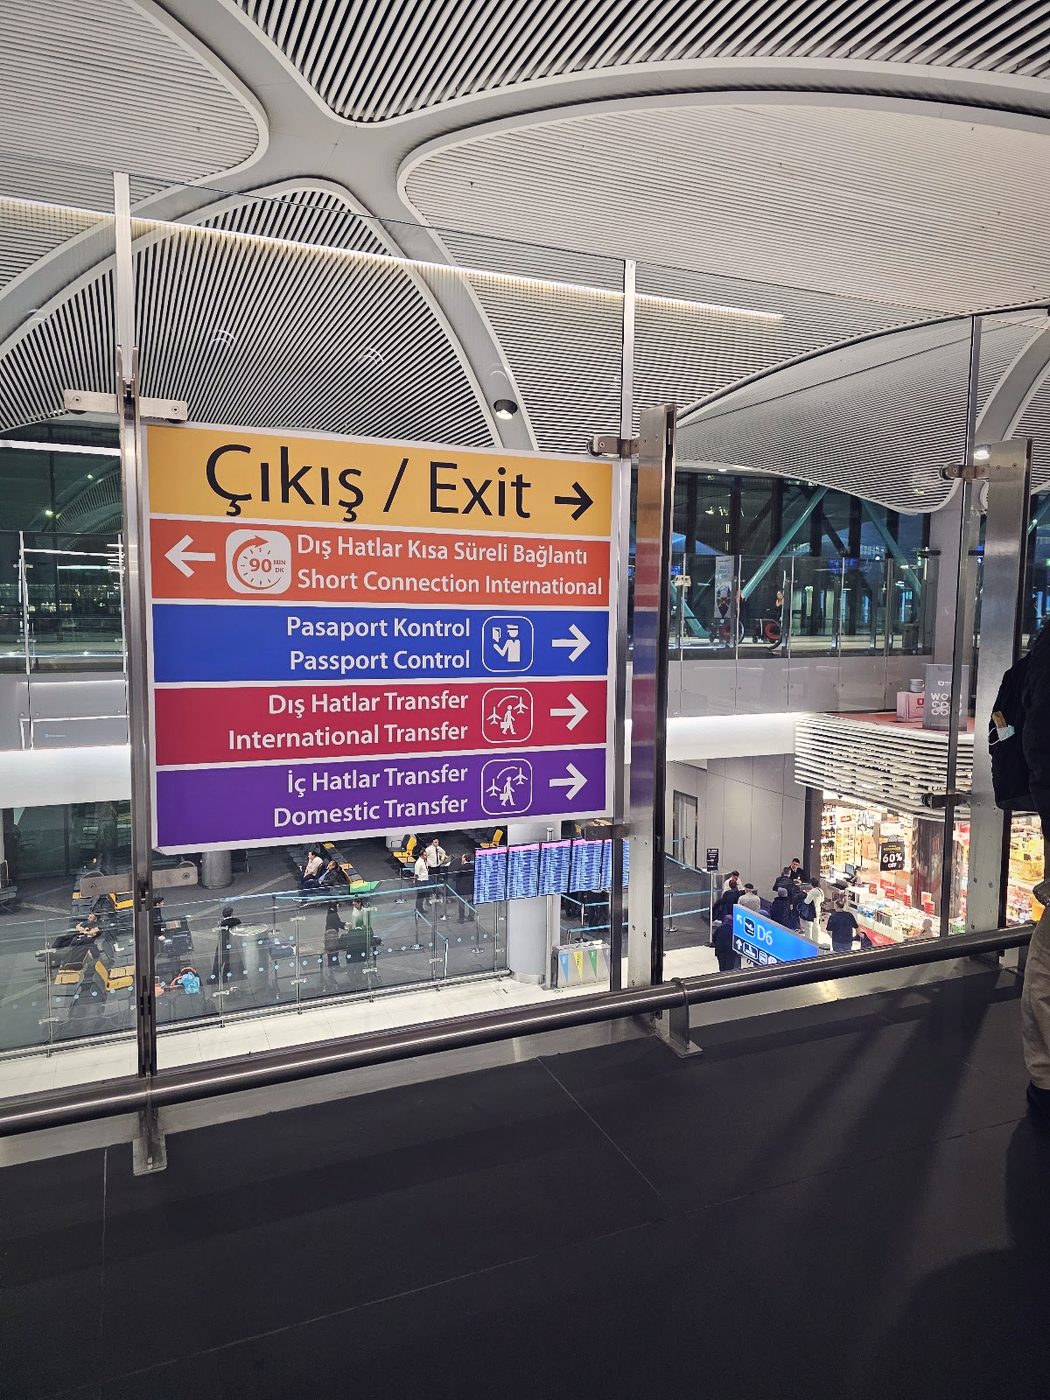 Çıkış / Exit
90 MIN DK
Dış Hatlar Kısa Süreli Bağlantı
Short Connection International
Pasaport Kontrol
Passport Control
Dış Hatlar Transfer
International Transfer
İç Hatlar Transfer
Domestic Transfer
60%
D6